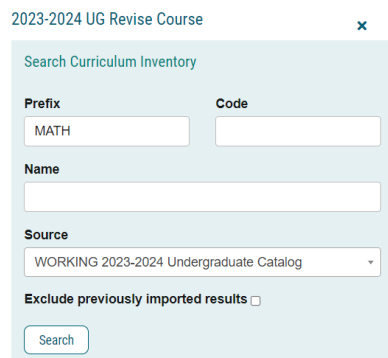 2023-2024 UG Revise Course ×
Search Curriculum Inventory
Prefix Code
MATH
Name
Source
WORKING 2023-2024 Undergraduate Catalog
Exclude previously imported results
Search